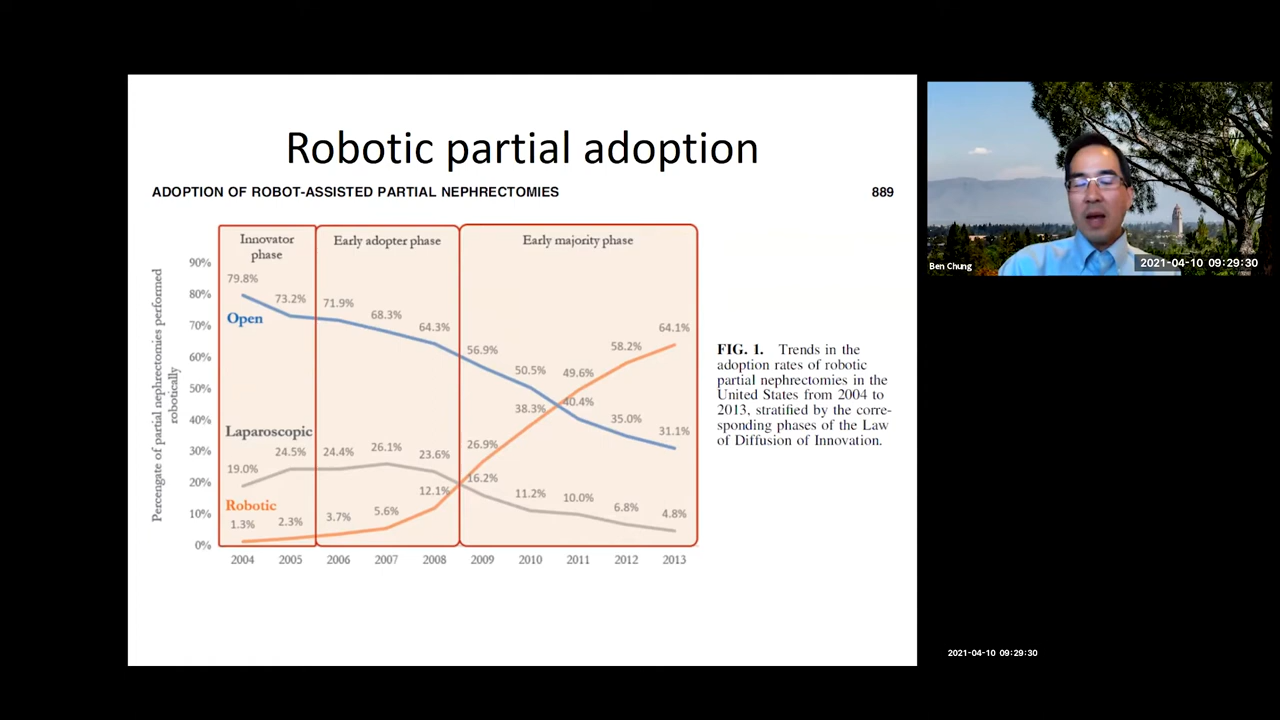 Robotic partial adoption
ADOPTION OF ROBOT-ASSISTED PARTIAL NEPHRECTOMIES
889
Innovator
phase
Early adopter phase
Early majority phase
Percengate of partial nephrectomies performed
robotically
90%
80%
70%
60%
50%
40%
30%
20%
10%
0%
Open
79.8%
73.2%
71.9%
68.3%
64.3%
56.9%
50.5%
40.4%
35.0%
31.1%
Laparoscopic
19.0%
24.5%
24.4%
26.1%
23.6%
16.2%
11.2%
10.0%
6.8%
4.8%
Robotic
1.3%
2.3%
3.7%
5.6%
12.1%
26.9%
38.3%
49.6%
58.2%
64.1%
2004
2005
2006
2007
2008
2009
2010
2011
2012
2013
FIG. 1. Trends in the
adoption rates of robotic
partial nephrectomies in the
United States from 2004 to
2013, stratified by the corre-
sponding phases of the Law
of Diffusion of Innovation.
Ben Chung
2021-04-10 09:29:30
2021-04-10 09:29:30